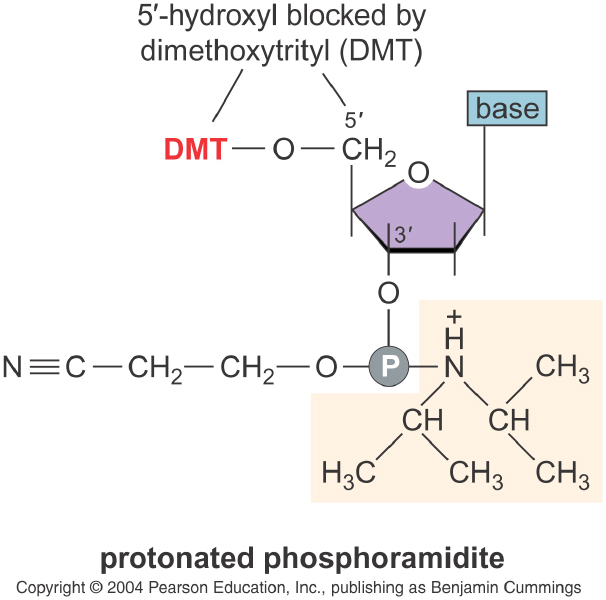 5′-hydroxyl blocked by
dimethoxytrityl (DMT)
base
5′
DMT—O—CH₂
O
3′
O
+
H
N≡C—CH₂—CH₂—O—P—N
CH₃
CH
CH
H₃C
CH₃
CH₃
protonated phosphoramidite
Copyright © 2004 Pearson Education, Inc., publishing as Benjamin Cummings